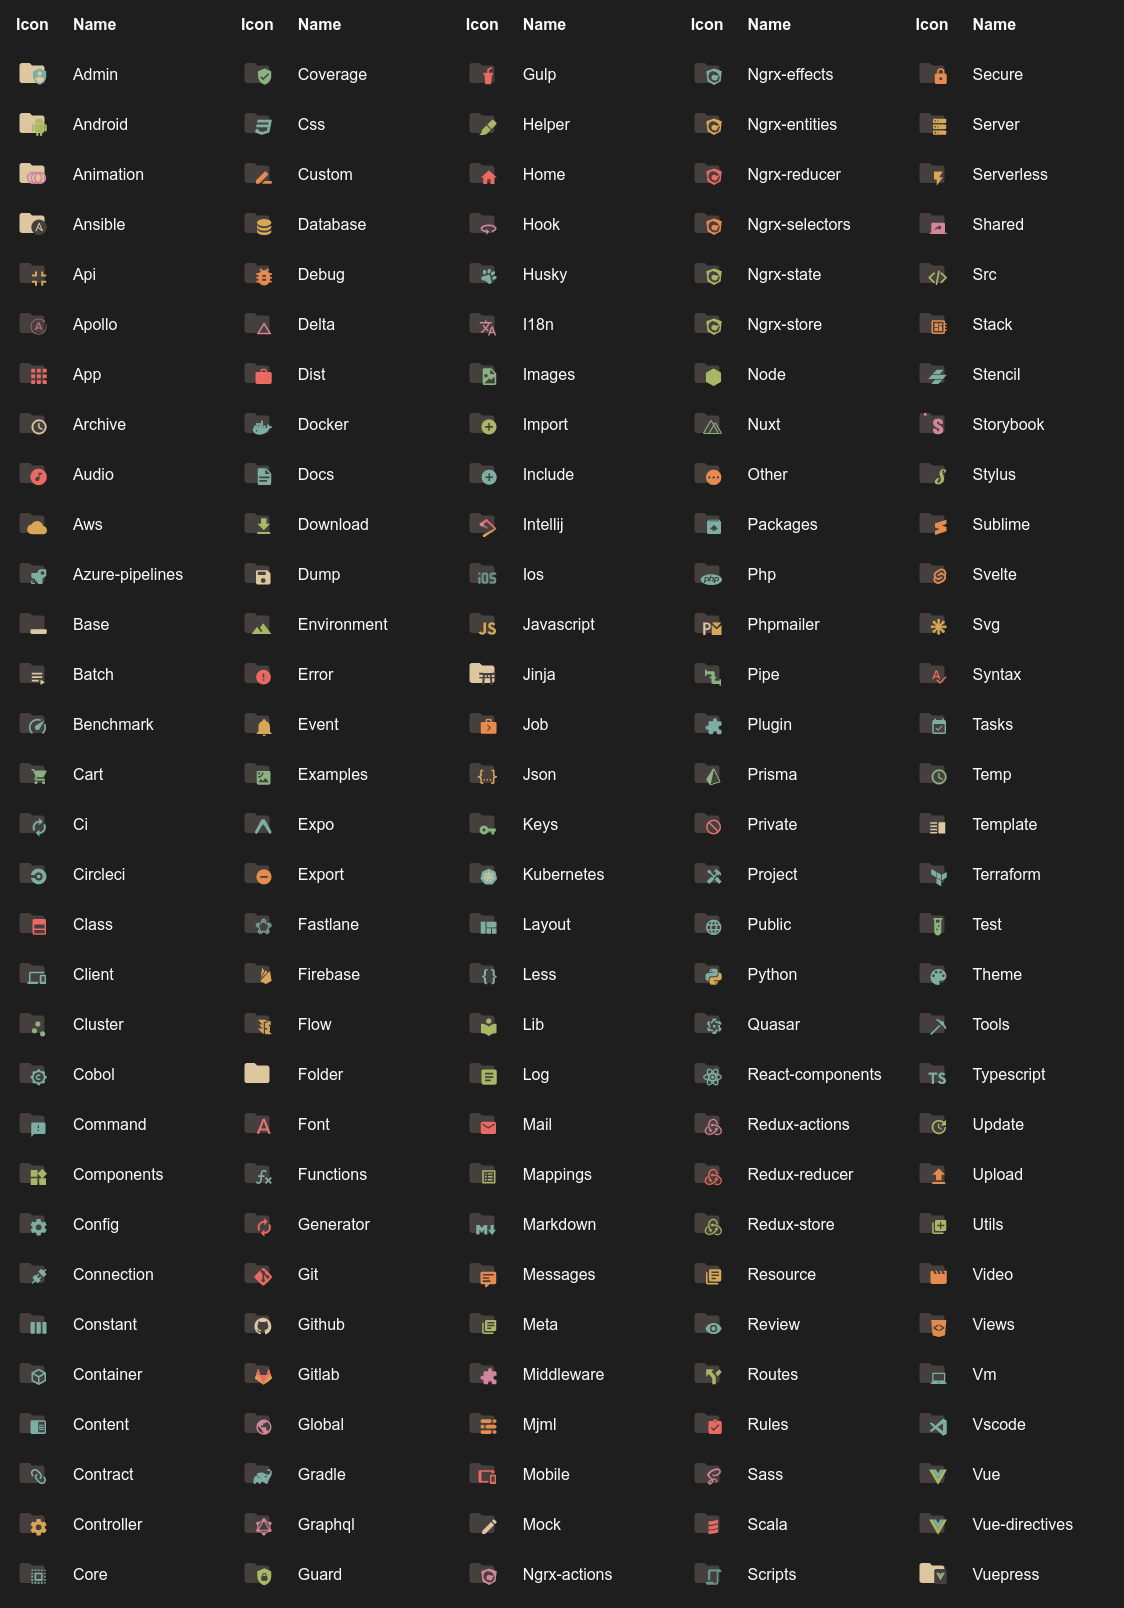 Icon Name Icon Name Icon Name Icon Name Icon Name
Admin Coverage Gulp Ngrx-effects Secure
Android Css Helper Ngrx-entities Server
Animation Custom Home Ngrx-reducer Serverless
Ansible Database Hook Ngrx-selectors Shared
Api Debug Husky Ngrx-state Src
Apollo Delta I18n Ngrx-store Stack
App Dist Images Node Stencil
Archive Docker Import Nuxt Storybook
Audio Docs Include Other Stylus
Aws Download Intellij Packages Sublime
Azure-pipelines Dump Ios Php Svelte
Base Environment Javascript Phpmailer Svg
Batch Error Jinja Pipe Syntax
Benchmark Event Job Plugin Tasks
Cart Examples Json Prisma Temp
Ci Expo Keys Private Template
Circleci Export Kubernetes Project Terraform
Class Fastlane Layout Public Test
Client Firebase Less Python Theme
Cluster Flow Lib Quasar Tools
Cobol Folder Log React-components Typescript
Command Font Mail Redux-actions Update
Components Functions Mappings Redux-reducer Upload
Config Generator Markdown Redux-store Utils
Connection Git Messages Resource Video
Constant Github Meta Review Views
Container Gitlab Middleware Routes Vm
Content Global Mjml Rules Vscode
Contract Gradle Mobile Sass Vue
Controller Graphql Mock Scala Vue-directives
Core Guard Ngrx-actions Scripts Vuepress